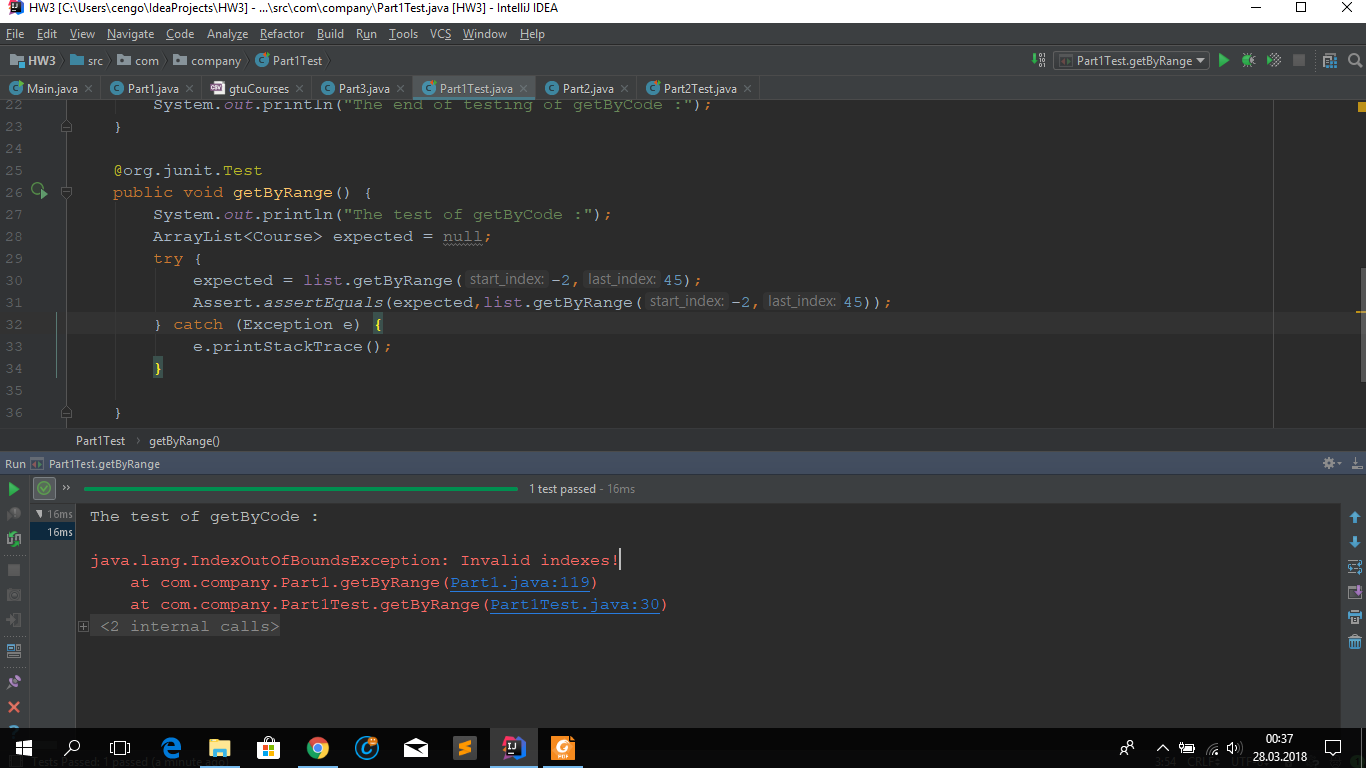 HW3 [C:\Users\cengo\IdeaProjects\HW3] - ...\src\com\company\Part1Test.java [HW3] - IntelliJ IDEA
File Edit View Navigate Code Analyze Refactor Build Run Tools VCS Window Help
HW3 src com company Part1Test Part1Test.getByRange
Main.java Part1.java gtuCourses Part3.java Part1Test.java Part2.java Part2Test.java
22 System.out.println("The end of testing of getByCode :");
23 }
24
25 @org.junit.Test
26 public void getByRange() {
27 System.out.println("The test of getByCode :");
28 ArrayList<Course> expected = null;
29 try {
30 expected = list.getByRange( start_index: -2, last_index: 45);
31 Assert.assertEquals(expected,list.getByRange( start_index: -2, last_index: 45));
32 } catch (Exception e) {
33 e.printStackTrace();
34 }
35
36 }
Part1Test getByRange()
Run Part1Test.getByRange
1 test passed - 16ms
16ms
16ms
The test of getByCode :
java.lang.IndexOutOfBoundsException: Invalid indexes!
at com.company.Part1.getByRange(Part1.java:119)
at com.company.Part1Test.getByRange(Part1Test.java:30)
<2 internal calls>
Tests Passed: 1 passed (a minute ago)
3:54 CRLF
00:37
28.03.2018